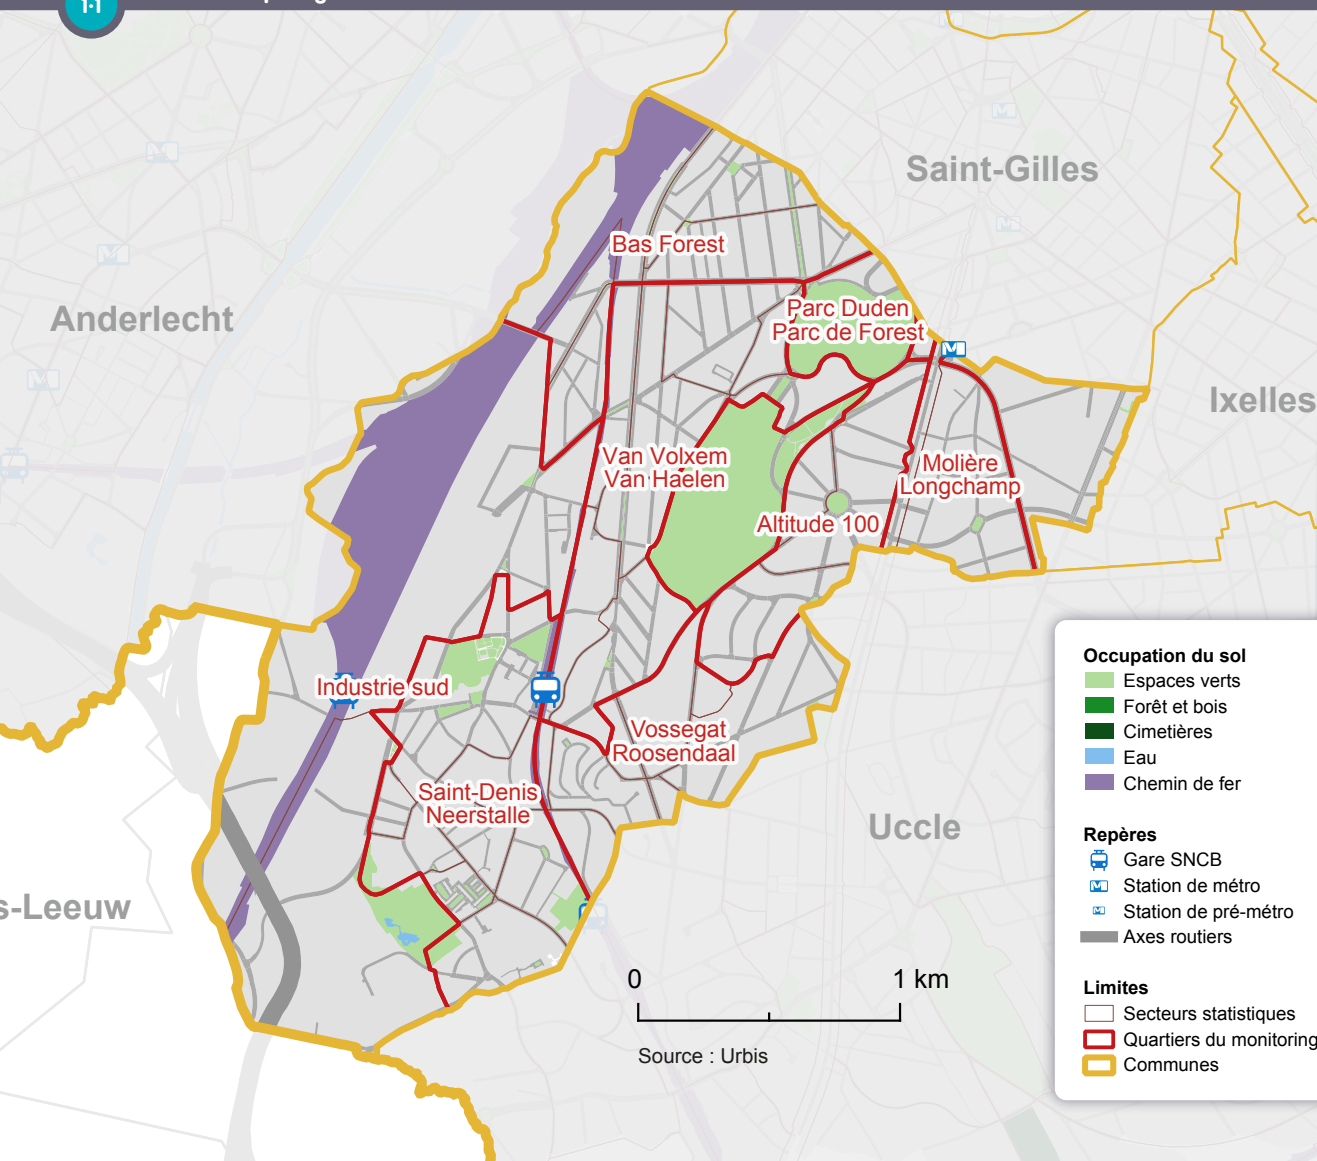 1.1
Saint-Gilles
Bas Forest
Anderlecht
Parc Duden
Parc de Forest
Ixelles
Van Volxem
Van Haelen
Molière
Longchamp
Altitude 100
Industrie sud
Vossegat
Roosendaal
Saint-Denis
Neerstalle
Uccle
s-Leeuw
0 1 km
Source : Urbis
Occupation du sol
Espaces verts
Forêt et bois
Cimetières
Eau
Chemin de fer
Repères
Gare SNCB
Station de métro
Station de pré-métro
Axes routiers
Limites
Secteurs statistiques
Quartiers du monitoring
Communes